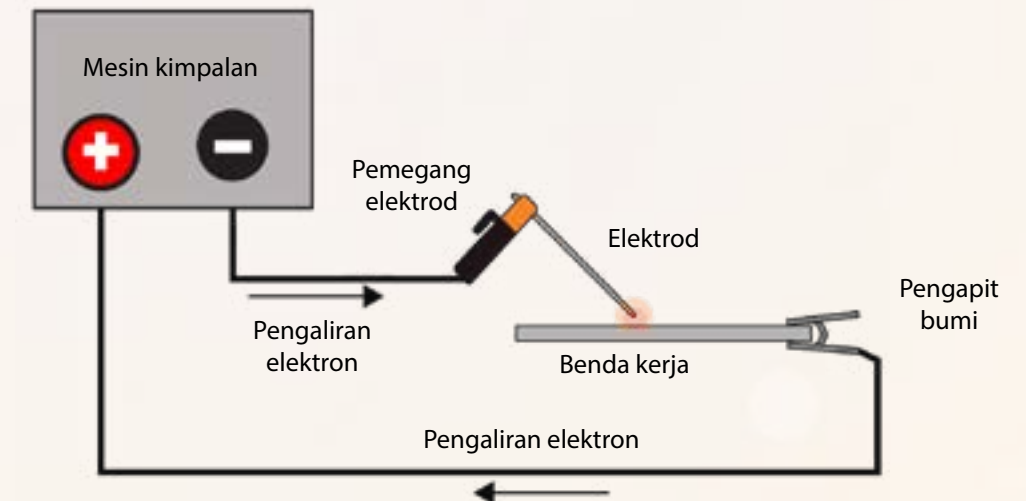 Mesin kimpalan
+
-
Pemegang
elektrod
Elektrod
Pengapit
bumi
Pengaliran
elektron
Benda kerja
Pengaliran elektron